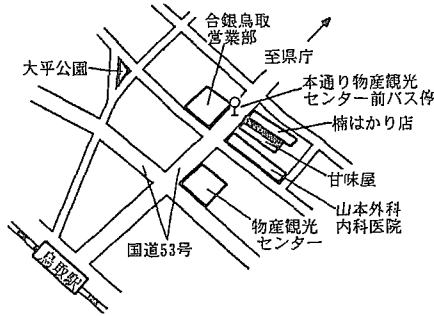 合銀鳥取
営業部
至県庁
大平公園
本通り物産観光
センター前バス停
楠はかり店
甘味屋
山本外科
内科医院
物産観光
センター
国道53号
鳥取駅